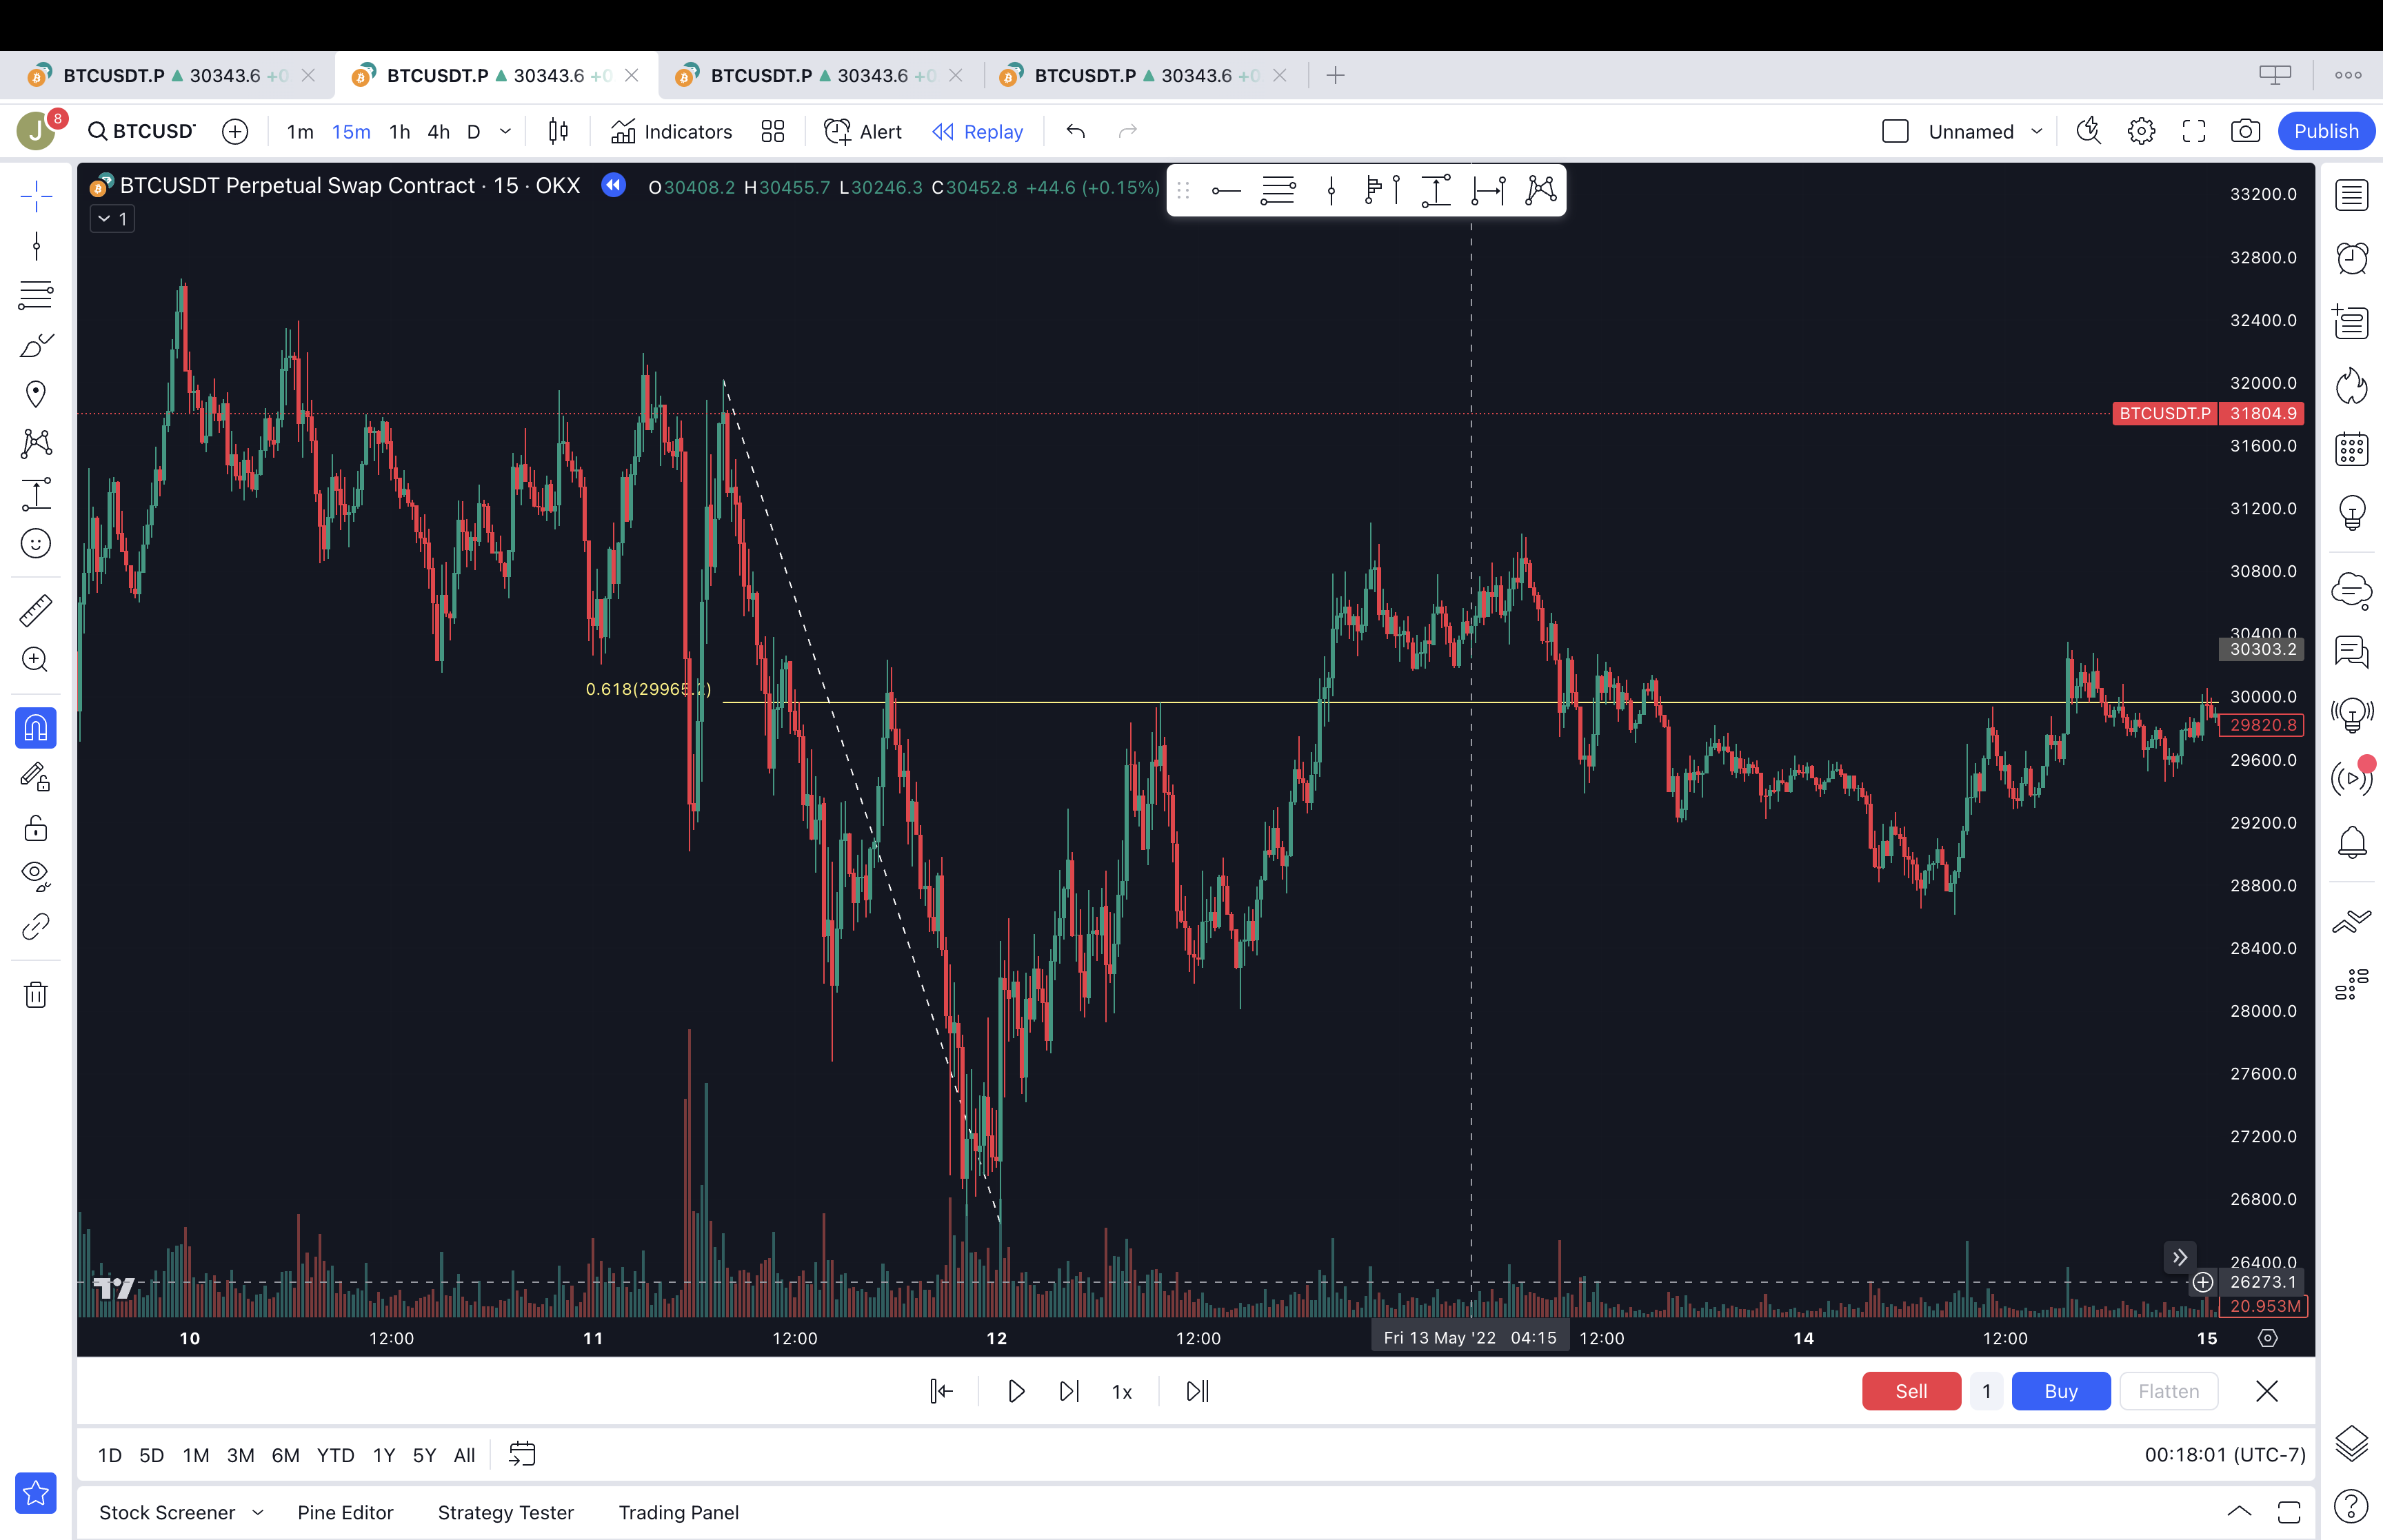 BTCUSDT.P ▲ 30343.6 +0 BTCUSDT.P ▲ 30343.6 +0 BTCUSDT.P ▲ 30343.6 +0 BTCUSDT.P ▲ 30343.6 +0
J 8 BTCUSD 1m 15m 1h 4h D Indicators Alert Replay Unnamed Publish
BTCUSDT Perpetual Swap Contract · 15 · OKX O30408.2 H30455.7 L30246.3 C30452.8 +44.6 (+0.15%)
1
33200.0
32800.0
32400.0
32000.0
BTCUSDT.P 31804.9
31600.0
31200.0
30800.0
30400.0
30303.2
0.618(29965.)
30000.0
29820.8
29600.0
29200.0
28800.0
28400.0
28000.0
27600.0
27200.0
26800.0
26400.0
26273.1
20.953M
10 12:00 11 12:00 12 12:00 Fri 13 May '22 04:15 12:00 14 12:00 15
1x Sell 1 Buy Flatten
1D 5D 1M 3M 6M YTD 1Y 5Y All 00:18:01 (UTC-7)
Stock Screener Pine Editor Strategy Tester Trading Panel